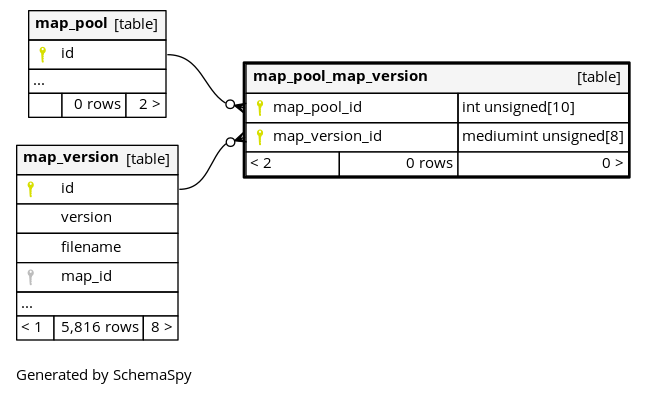 map_pool [table]
id
...
0 rows 2 >
map_pool_map_version [table]
map_pool_id int unsigned[10]
map_version_id mediumint unsigned[8]
< 2 0 rows 0 >
map_version [table]
id
version
filename
map_id
...
< 1 5,816 rows 8 >
Generated by SchemaSpy